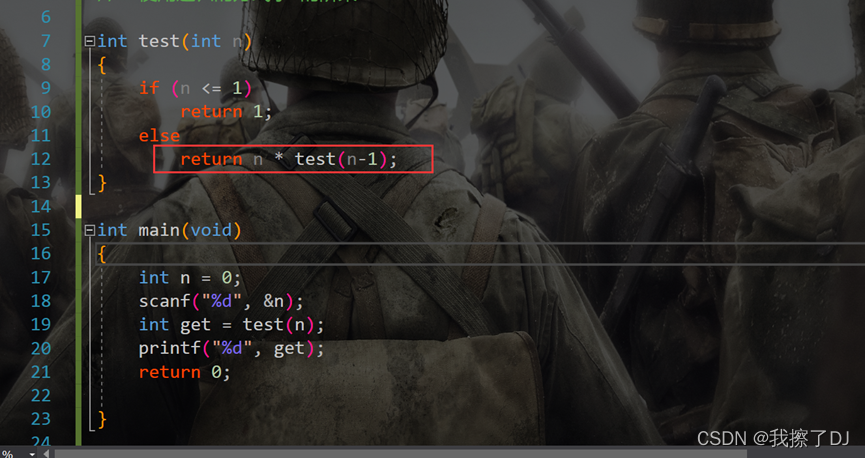 6
7 int test(int n)
8 {
9 if (n <= 1)
10 return 1;
11 else
12 return n * test(n-1);
13 }
14
15 int main(void)
16 {
17 int n = 0;
18 scanf("%d", &n);
19 int get = test(n);
20 printf("%d", get);
21 return 0;
22
23 }
24
%
CSDN @我擦了DJ